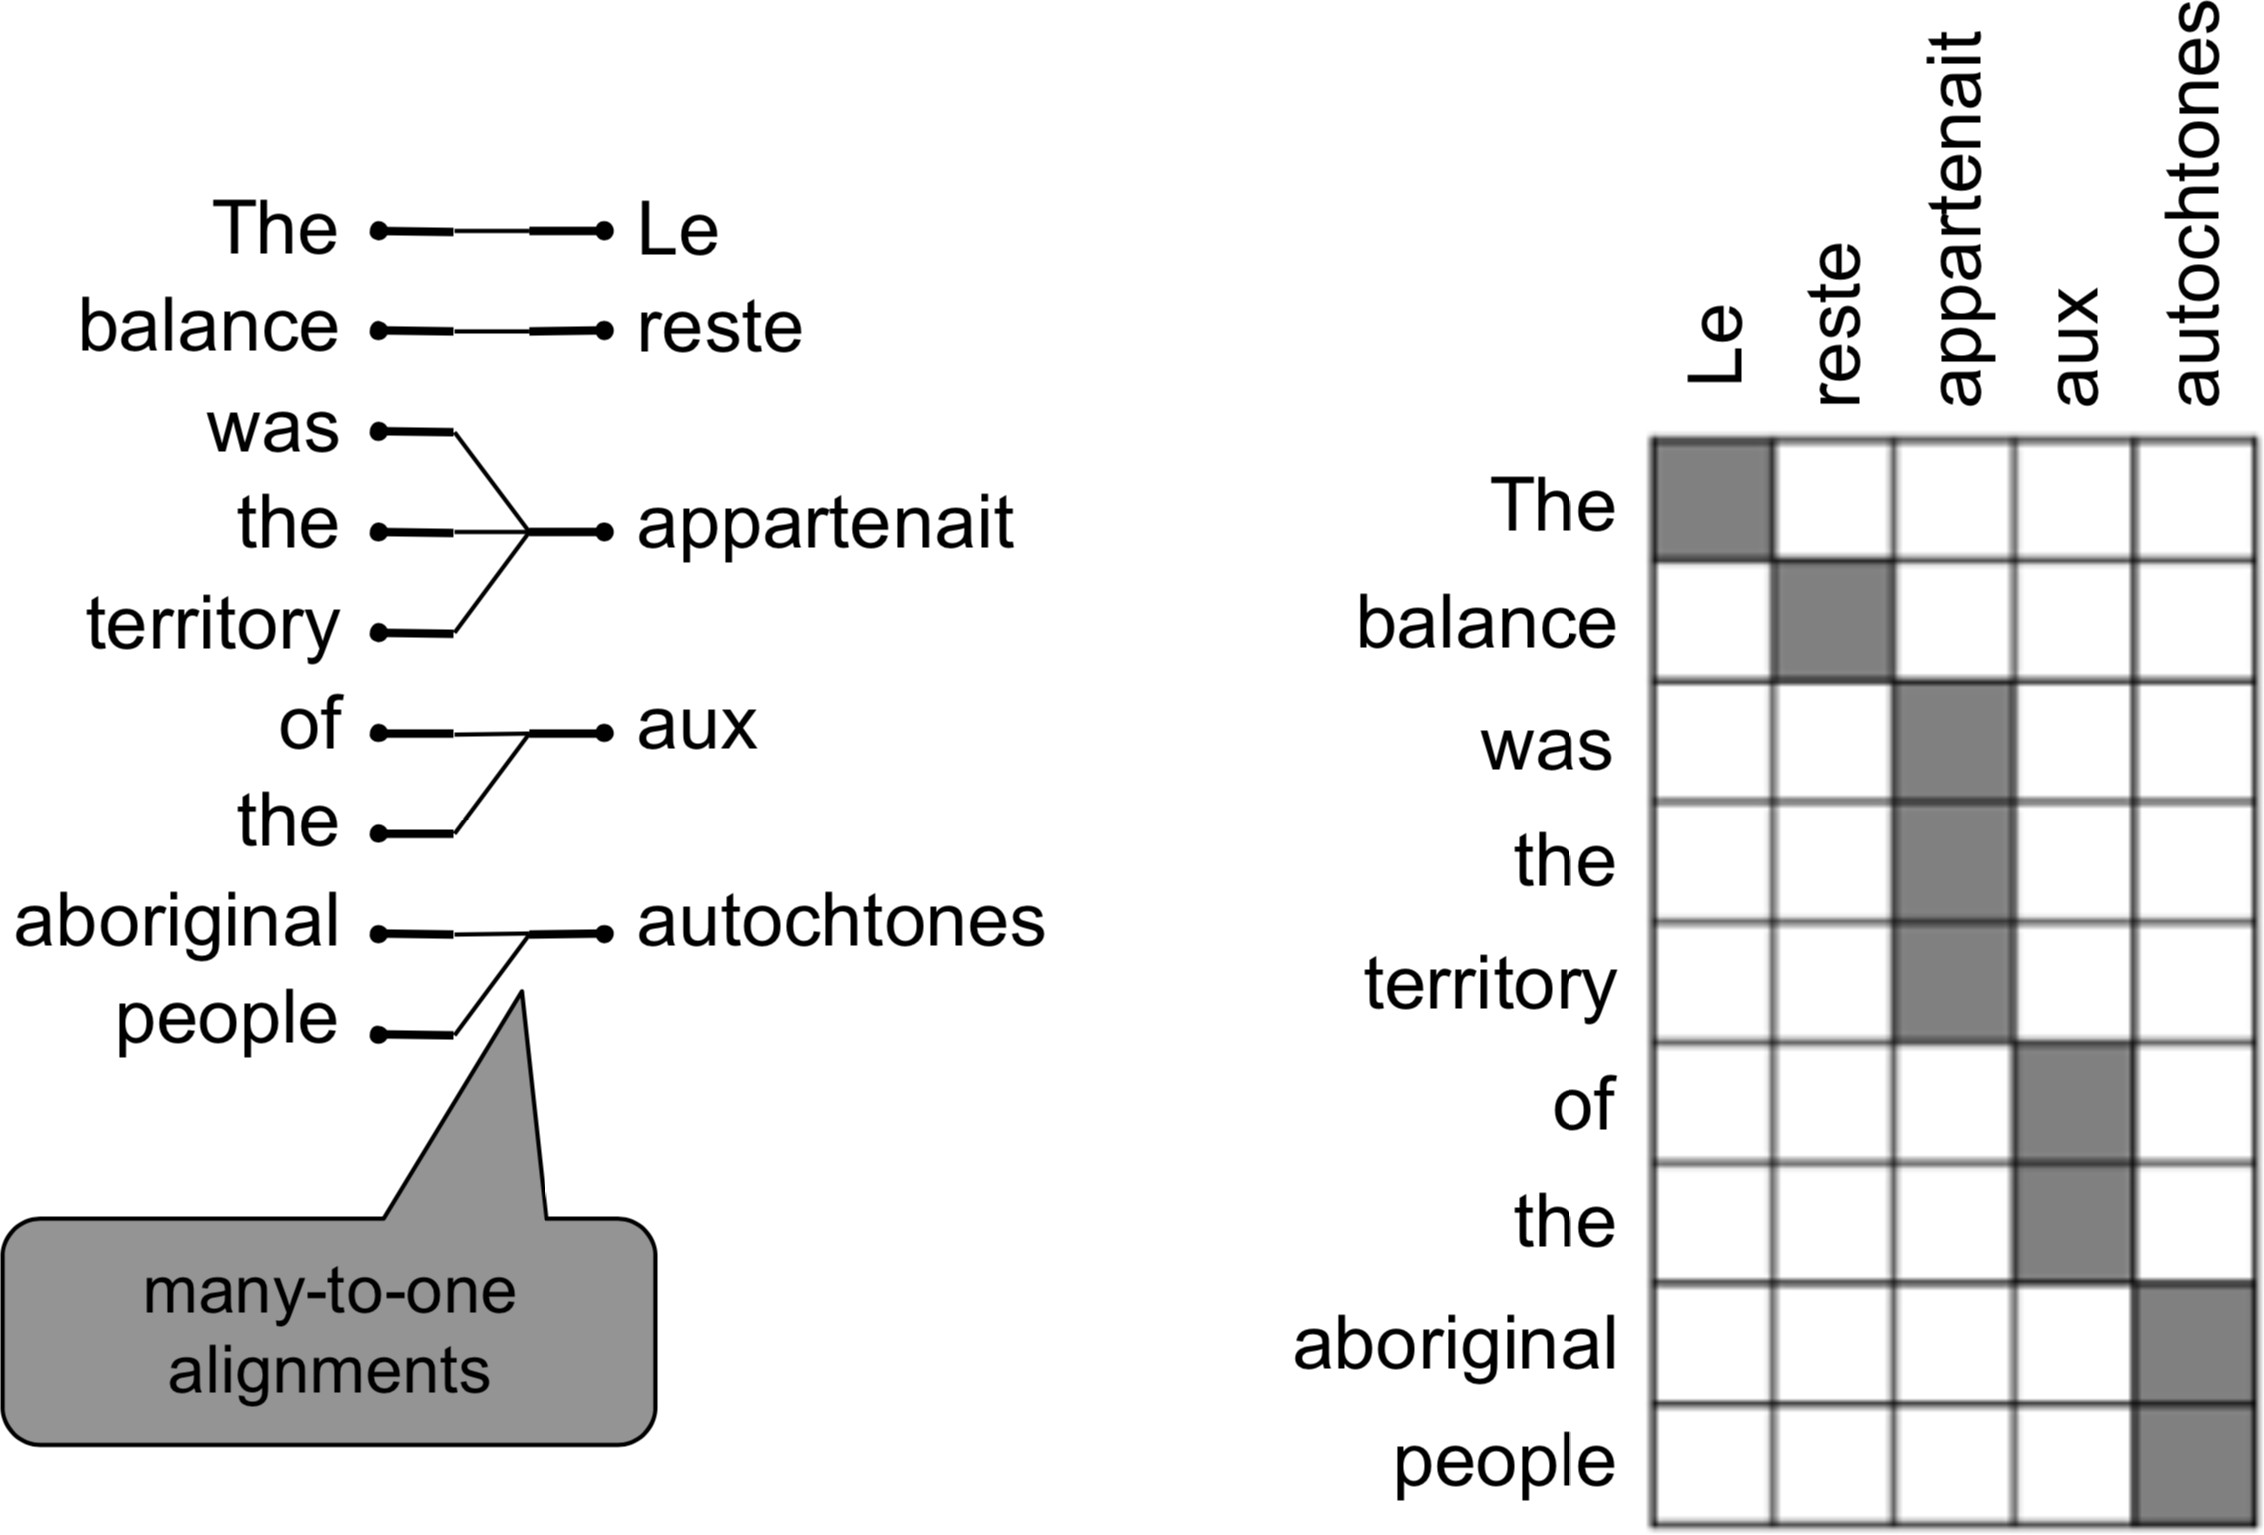 The Le
balance reste
was
the appartenait
territory
of aux
the
aboriginal autochtones
people
many-to-one
alignments
Le
reste
appartenait
aux
autochtones
The
balance
was
the
territory
of
the
aboriginal
people